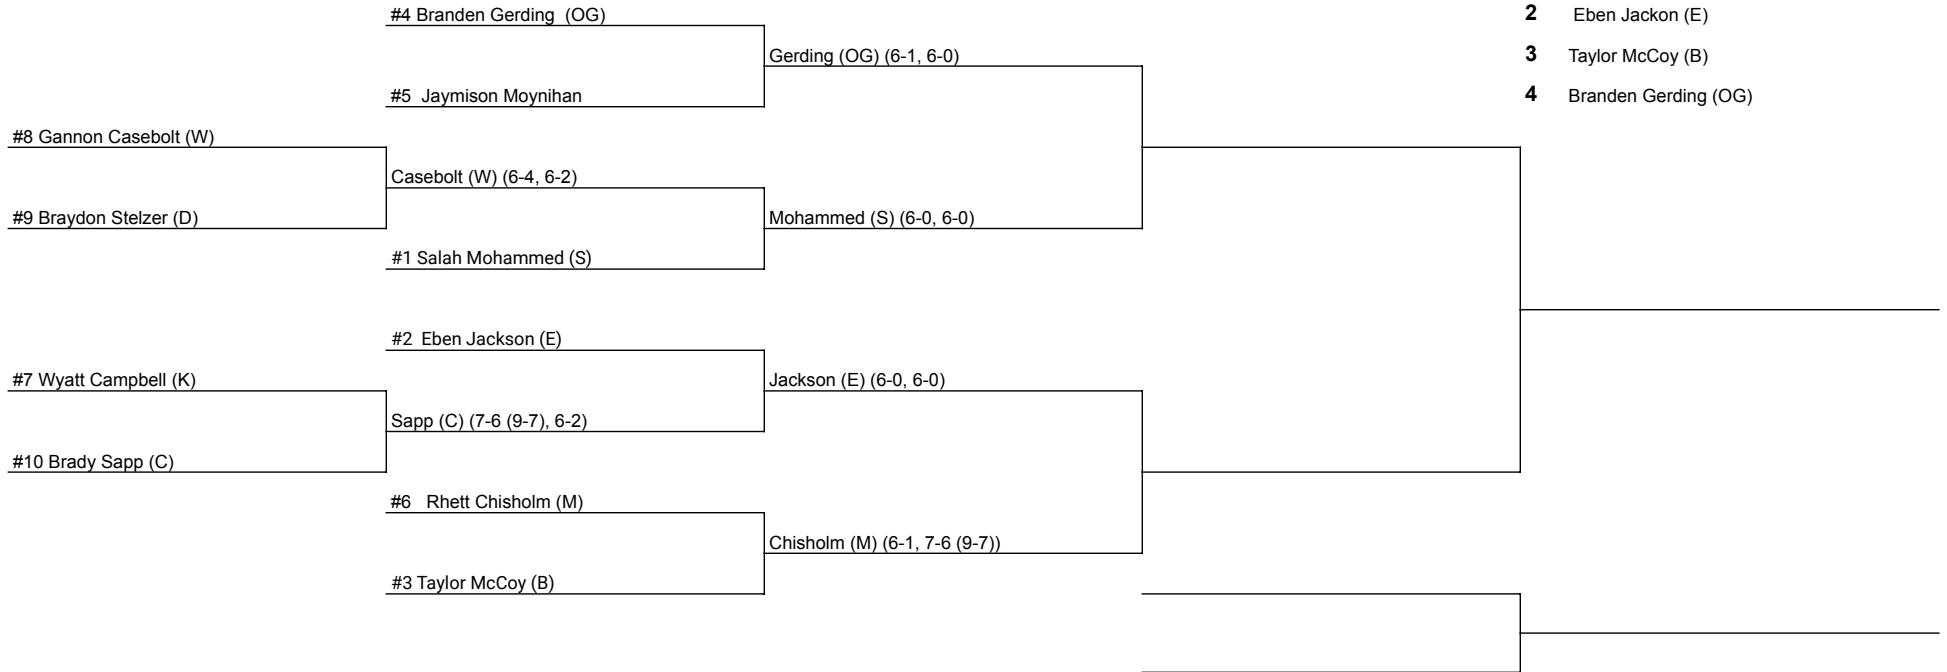 #4 Branden Gerding (OG)
2 Eben Jackon (E)
Gerding (OG) (6-1, 6-0)
3 Taylor McCoy (B)
#5 Jaymison Moynihan
4 Branden Gerding (OG)
#8 Gannon Casebolt (W)
Casebolt (W) (6-4, 6-2)
#9 Braydon Stelzer (D)
Mohammed (S) (6-0, 6-0)
#1 Salah Mohammed (S)
#2 Eben Jackson (E)
#7 Wyatt Campbell (K)
Jackson (E) (6-0, 6-0)
Sapp (C) (7-6 (9-7), 6-2)
#10 Brady Sapp (C)
#6 Rhett Chisholm (M)
Chisholm (M) (6-1, 7-6 (9-7))
#3 Taylor McCoy (B)